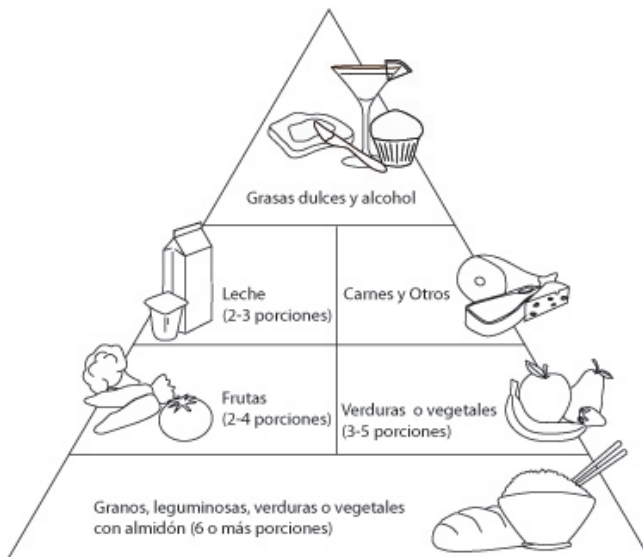 Grasas dulces y alcohol
Leche
(2-3 porciones)
Carnes y Otros
Frutas
(2-4 porciones)
Verduras o vegetales
(3-5 porciones)
Granos, leguminosas, verduras o vegetales
con almidón (6 o más porciones)